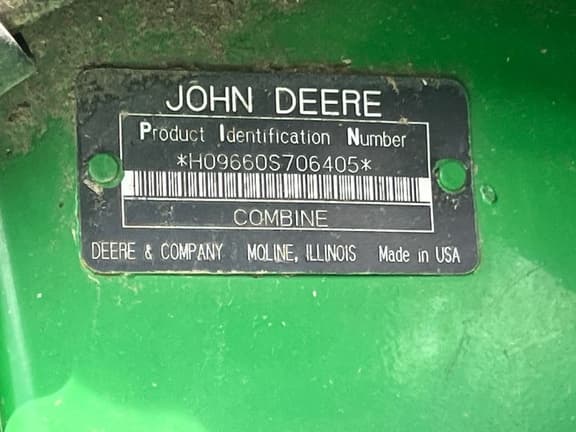 JOHN DEERE
Product Identification Number
*H09660S706405*
COMBINE
DEERE & COMPANY MOLINE, ILLINOIS Made in USA